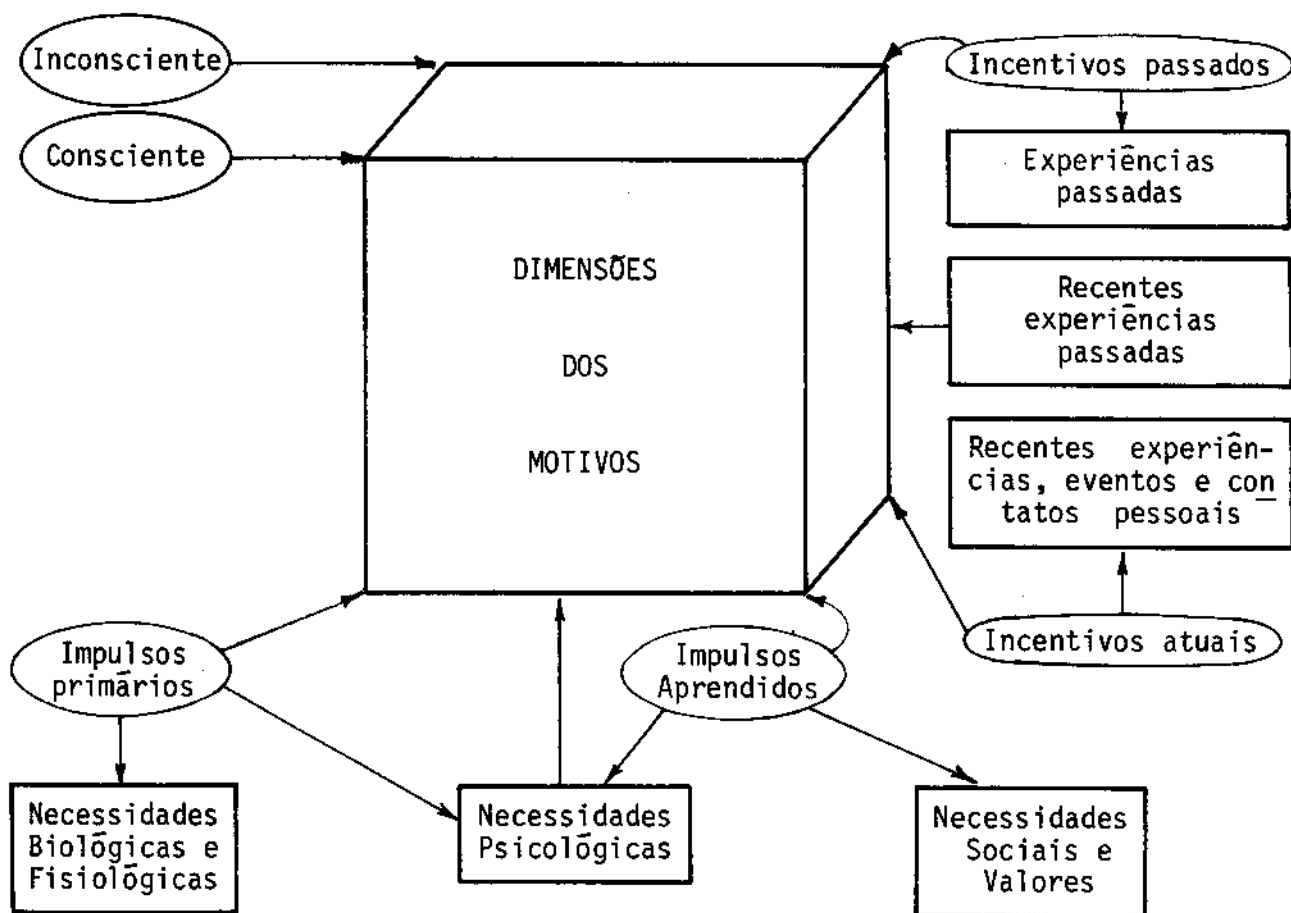 Inconsciente
Consciente
Incentivos passados
Experiências
passadas
DIMENSÕES
DOS
MOTIVOS
Recentes
experiências
passadas
Recentes experiên-
cias, eventos e con
tatos pessoais
Impulsos
primários
Impulsos
Aprendidos
Incentivos atuais
Necessidades
Biológicas e
Fisiológicas
Necessidades
Psicológicas
Necessidades
Sociais e
Valores